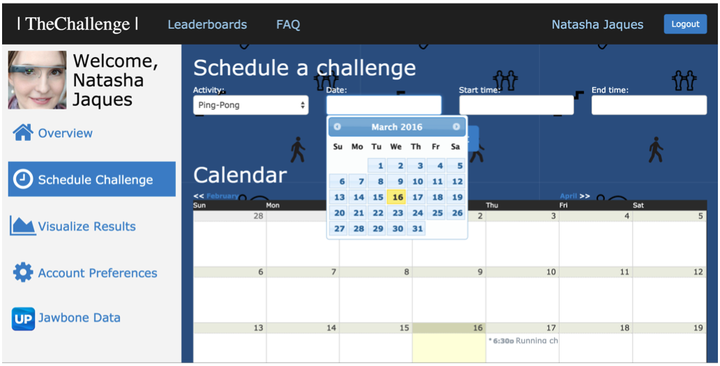 | TheChallenge |
Leaderboards
FAQ
Natasha Jaques
Logout
Welcome,
Natasha
Jaques
Overview
Schedule Challenge
Visualize Results
Account Preferences
UP
Jawbone Data
Schedule a challenge
Activity:
Date:
Start time:
End time:
Ping-Pong
March 2016
Su Mo Tu We Th Fr Sa
1 2 3 4 5
6 7 8 9 10 11 12
13 14 15 16 17 18 19
20 21 22 23 24 25 26
27 28 29 30 31
Calendar
<< February
April >>
Sun Mon Thu Fri Sat
28 2 3 4 5
6 7 8 9 10 11 12
13 14 15 16 17 18 19
6:30p Running ch